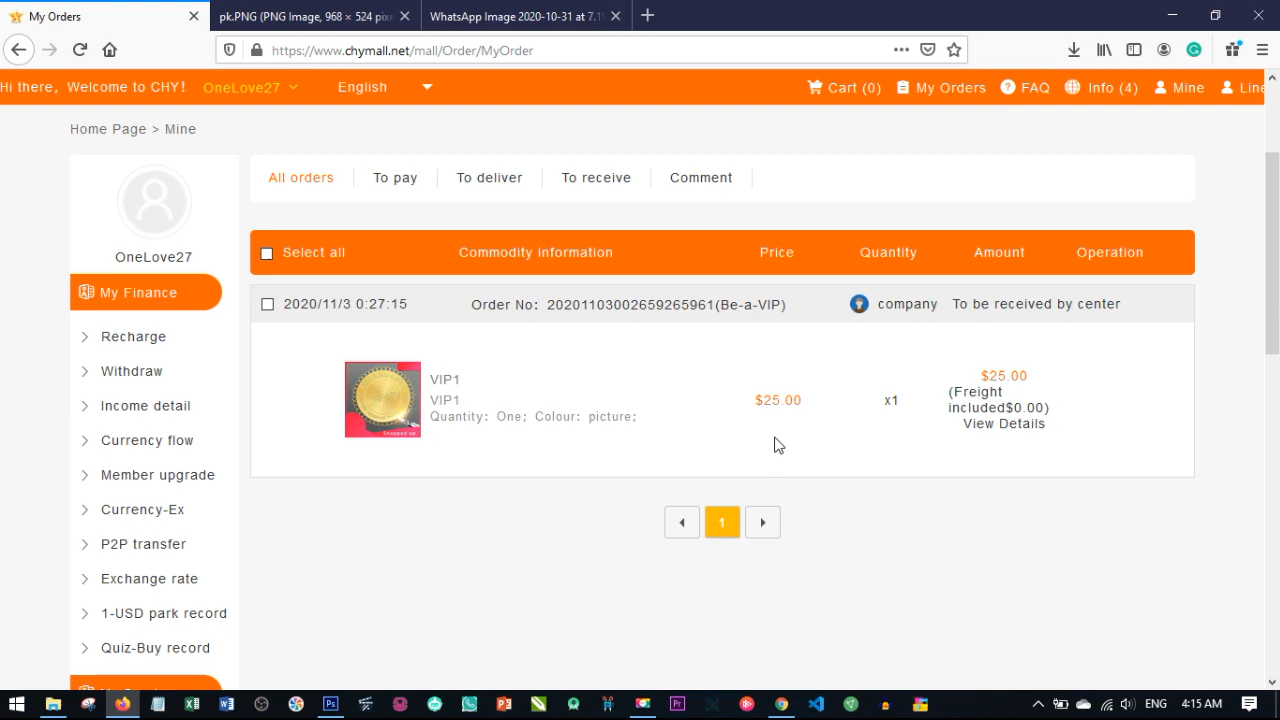 My Orders
pk.PNG (PNG Image, 968 × 524 pixe
WhatsApp Image 2020-10-31 at 7.1
https://www.chymall.net/mall/Order/MyOrder
Hi there, Welcome to CHY! OneLove27 English Cart (0) My Orders FAQ Info (4) Mine Line
Home Page > Mine
All orders To pay To deliver To receive Comment
OneLove27
Select all Commodity information Price Quantity Amount Operation
My Finance
2020/11/3 0:27:15 Order No: 20201103002659265961(Be-a-VIP) company To be received by center
Recharge
Withdraw
Income detail
Currency flow
Member upgrade
Currency-Ex
P2P transfer
Exchange rate
1-USD park record
Quiz-Buy record
Snapped up
VIP1
VIP1
Quantity: One; Colour: picture;
$25.00
x1
$25.00
(Freight
included$0.00)
View Details
1
ENG 4:15 AM